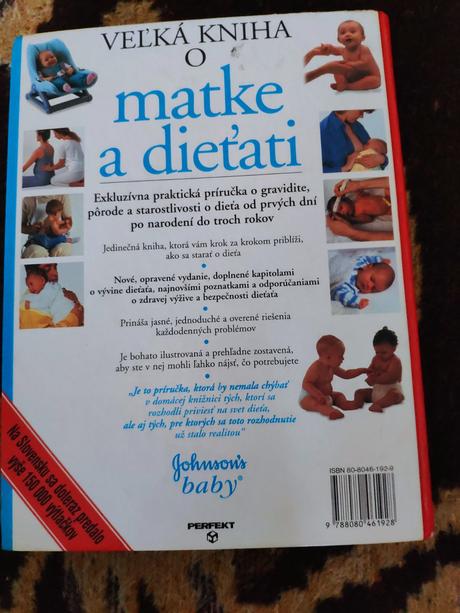 VEĽKÁ KNIHA
O
matke
a dieťati
Exkluzívna praktická príručka o gravidite,
pôrode a starostlivosti o dieťa od prvých dní
po narodení do troch rokov
Jedinečná kniha, ktorá vám krok za krokom priblíži,
ako sa starať o dieťa
•
Nové, opravené vydanie, doplnené kapitolami
o vývine dieťaťa, najnovšími poznatkami a odporúčaniami
o zdravej výžive a bezpečnosti dieťaťa
•
Prináša jasné, jednoduché a overené riešenia
každodenných problémov
•
Je bohato ilustrovaná a prehľadne zostavená,
aby ste v nej mohli ľahko nájsť, čo potrebujete
•
„Je to príručka, ktorá by nemala chýbať
v domácej knižnici tých, ktorí sa
rozhodli priviesť na svet dieťa,
ale aj tých, pre ktorých sa toto rozhodnutie
už stalo realitou"
Johnson's
baby®
PERFEKT
Na Slovensku sa doteraz predalo
vyše 150 000 výtlačkov
ISBN 80-8046-192-9
9 788080 461928